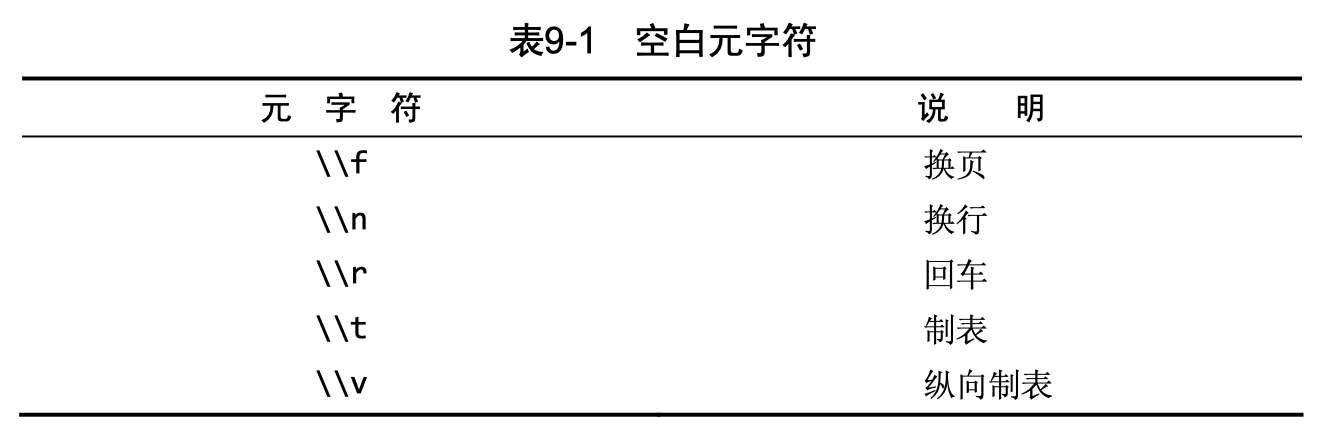 表9-1 空白元字符
元 字 符 说 明
\\f 换页
\\n 换行
\\r 回车
\\t 制表
\\v 纵向制表